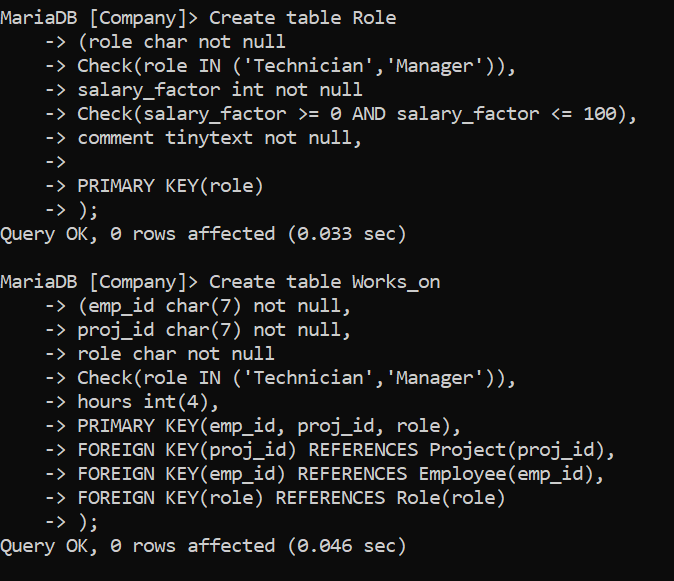 MariaDB [Company]> Create table Role
    -> (role char not null
    -> Check(role IN ('Technician','Manager')),
    -> salary_factor int not null
    -> Check(salary_factor >= 0 AND salary_factor <= 100),
    -> comment tinytext not null,
    ->
    -> PRIMARY KEY(role)
    -> );
Query OK, 0 rows affected (0.033 sec)

MariaDB [Company]> Create table Works_on
    -> (emp_id char(7) not null,
    -> proj_id char(7) not null,
    -> role char not null
    -> Check(role IN ('Technician','Manager')),
    -> hours int(4),
    -> PRIMARY KEY(emp_id, proj_id, role),
    -> FOREIGN KEY(proj_id) REFERENCES Project(proj_id),
    -> FOREIGN KEY(emp_id) REFERENCES Employee(emp_id),
    -> FOREIGN KEY(role) REFERENCES Role(role)
    -> );
Query OK, 0 rows affected (0.046 sec)